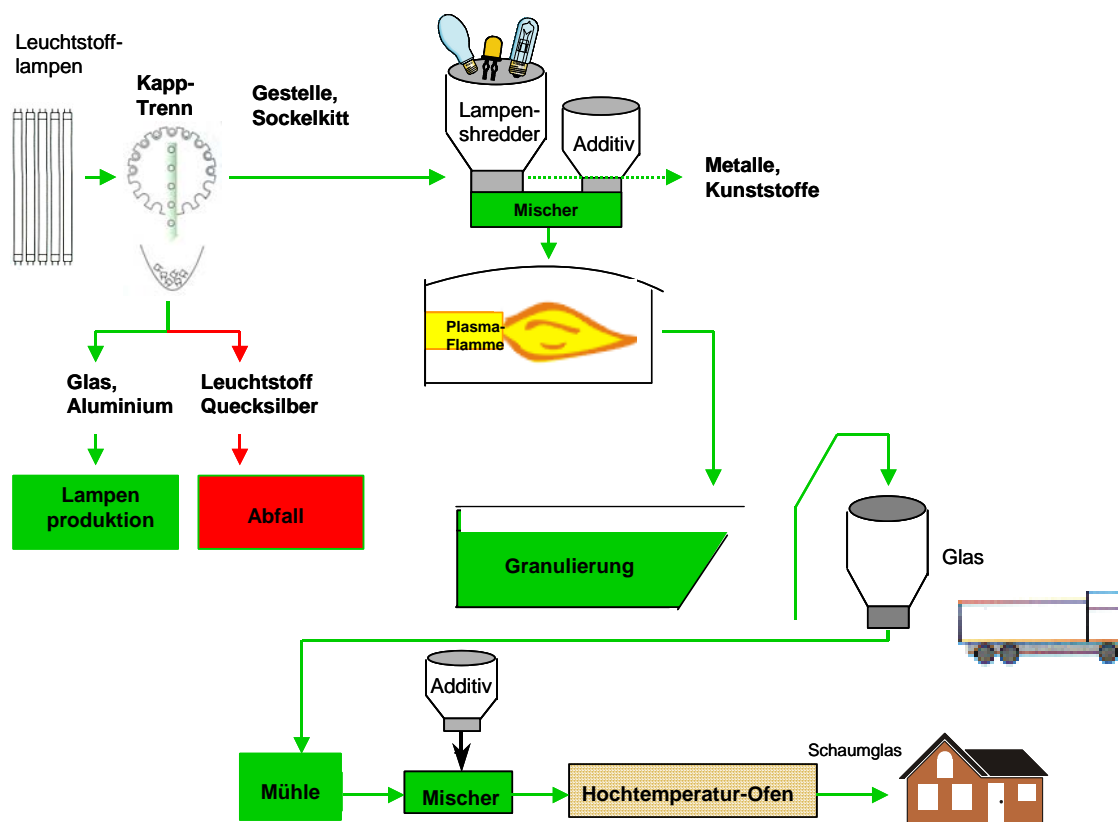 Leuchtstoff-
lampen
Kapp-
Trenn
Gestelle,
Sockelkitt
Lampen-
shredder
Additiv
Metalle,
Kunststoffe
Mischer
Plasma-
Flamme
Glas,
Aluminium
Leuchtstoff
Quecksilber
Lampen
produktion
Abfall
Granulierung
Glas
Additiv
Mühle
Mischer
Hochtemperatur-Ofen
Schaumglas